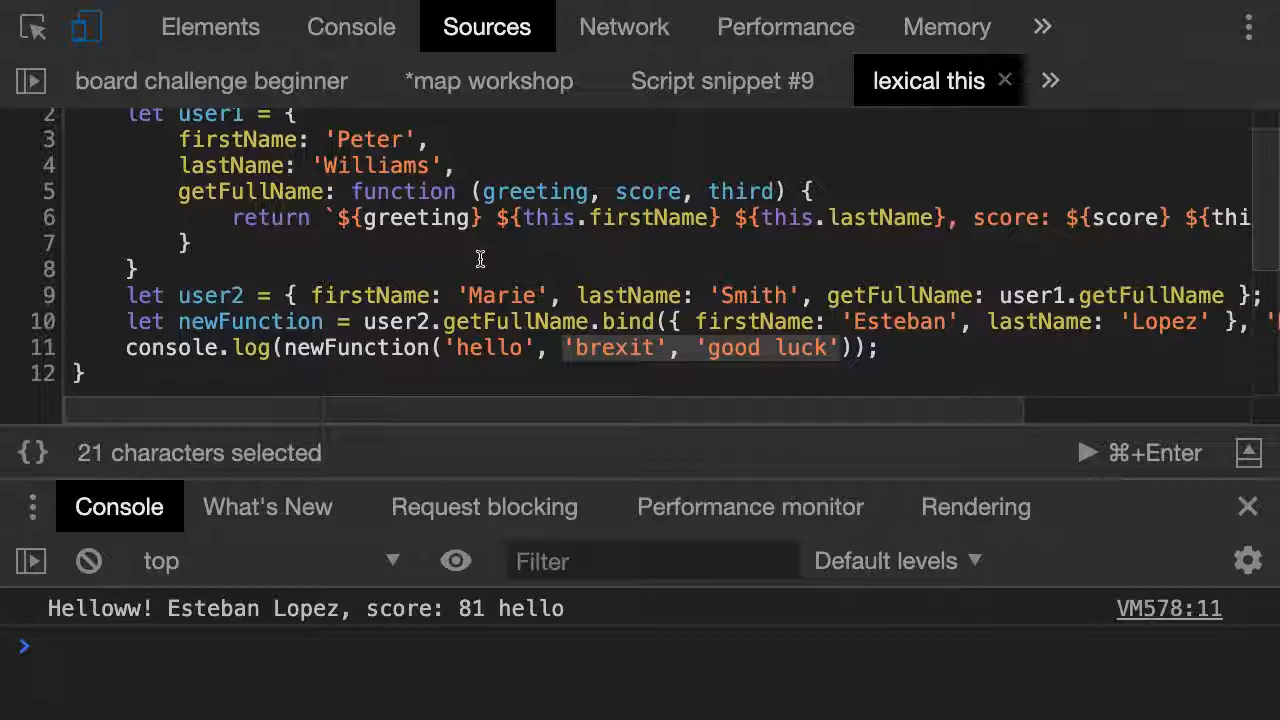 Elements Console Sources Network Performance Memory
board challenge beginner *map workshop Script snippet #9 lexical this ×
2 let user1 = {
3 firstName: 'Peter',
4 lastName: 'Williams',
5 getFullName: function (greeting, score, third) {
6 return `${greeting} ${this.firstName} ${this.lastName}, score: ${score} ${thi
7 }
8 }
9 let user2 = { firstName: 'Marie', lastName: 'Smith', getFullName: user1.getFullName };
10 let newFunction = user2.getFullName.bind({ firstName: 'Esteban', lastName: 'Lopez' }, '
11 console.log(newFunction('hello', 'brexit', 'good luck'));
12 }
{} 21 characters selected ⌘+Enter
Console What's New Request blocking Performance monitor Rendering
top Filter Default levels
Helloww! Esteban Lopez, score: 81 hello VM578:11
>